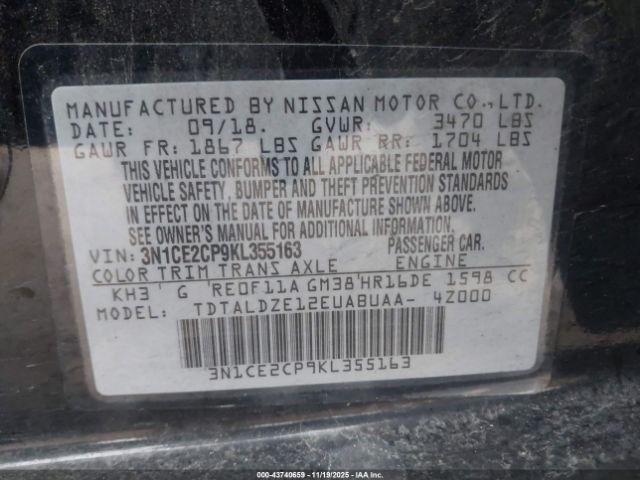 MANUFACTURED BY NISSAN MOTOR CO.,LTD.
DATE: 09/18. GVWR: 3470 LBS
GAWR FR: 1867 LBS GAWR RR: 1704 LBS
THIS VEHICLE CONFORMS TO ALL APPLICABLE FEDERAL MOTOR
VEHICLE SAFETY, BUMPER AND THEFT PREVENTION STANDARDS
IN EFFECT ON THE DATE OF MANUFACTURE SHOWN ABOVE.
SEE OWNER'S MANUAL FOR ADDITIONAL INFORMATION.
VIN: 3N1CE2CP9KL355163 PASSENGER CAR.
COLOR TRIM TRANS AXLE ENGINE
KH3 G RE0F11A GM38 HR16DE 1598 CC
TDTALDZE12EUABUAA- 4Z000
3N1CE2CP9KL355163
000-43740659 - 11/19/2025 - IAA, Inc.